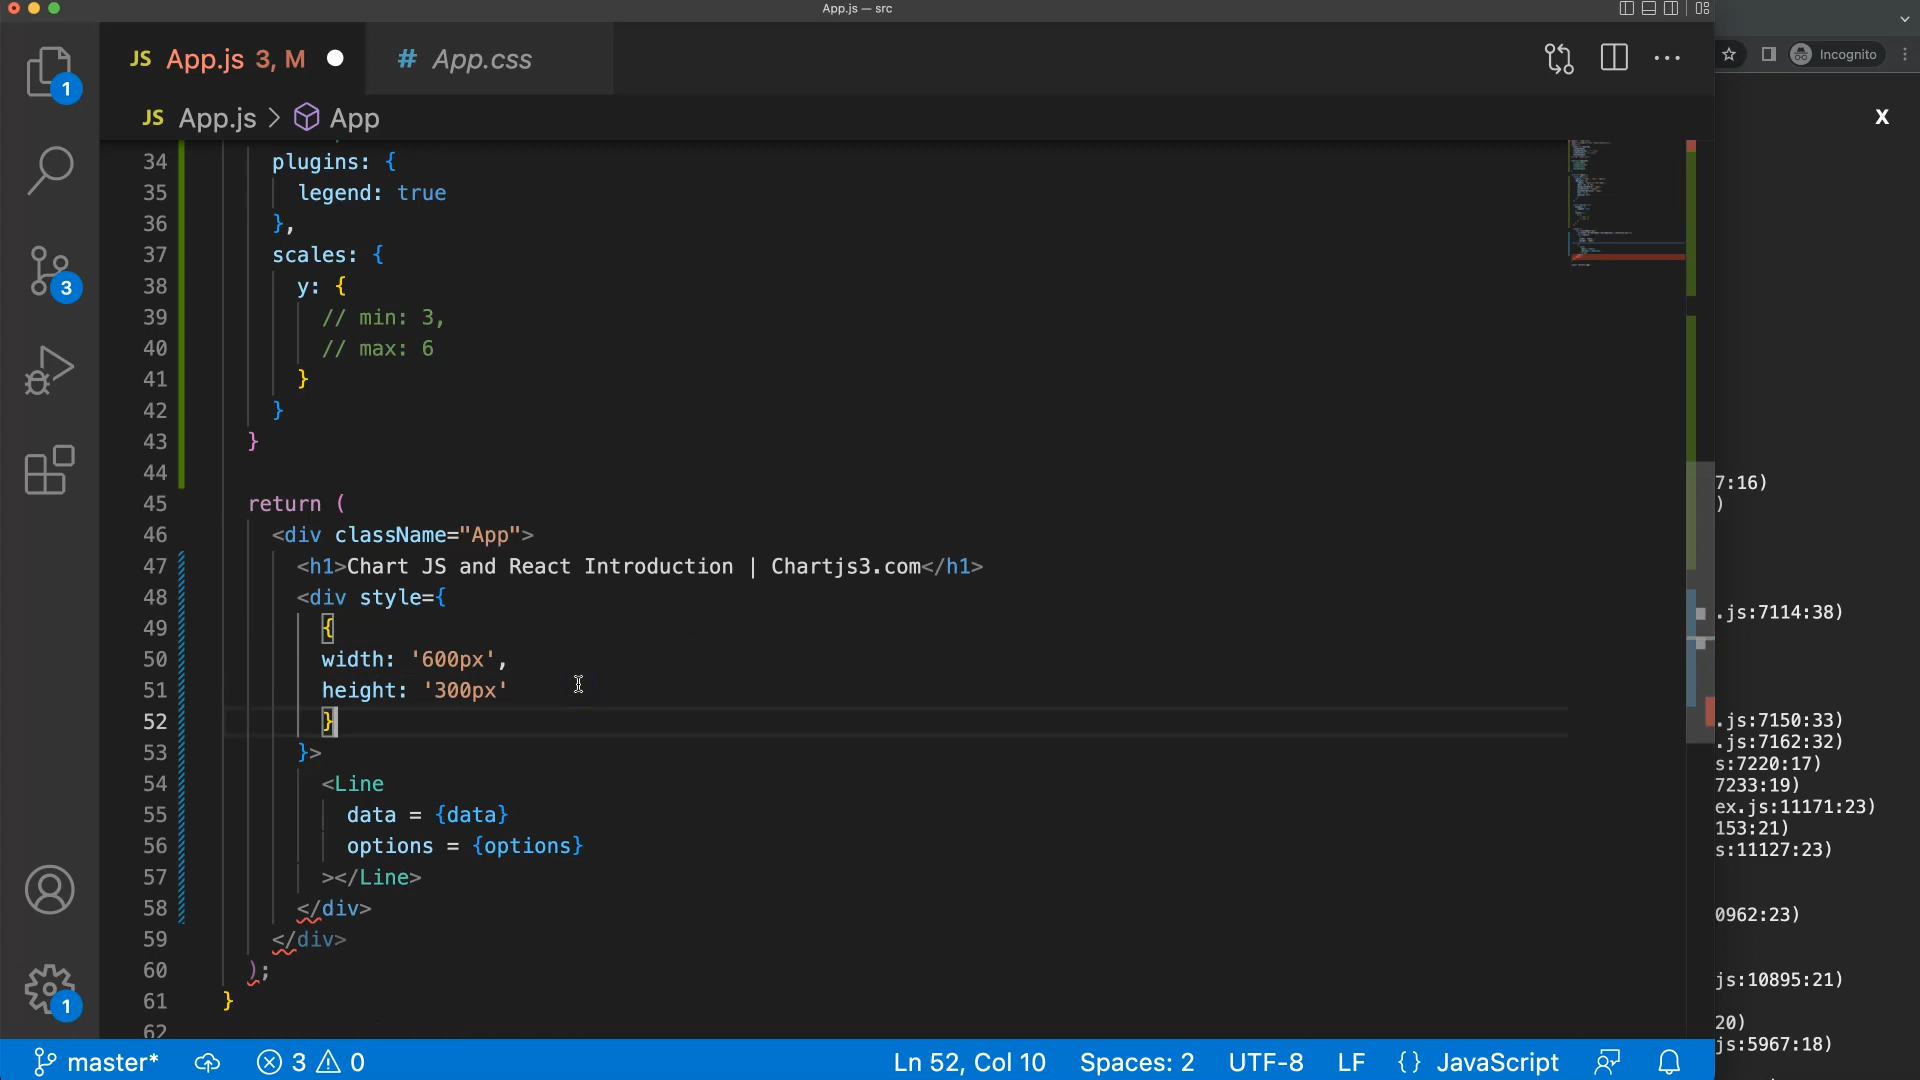 App.js — src
JS App.js 3, M
# App.css
Incognito
JS App.js > App
X
34 plugins: {
35 legend: true
36 },
37 scales: {
38 y: {
39 // min: 3,
40 // max: 6
41 }
42 }
43 }
44
45 return (
46 <div className="App">
47 <h1>Chart JS and React Introduction | Chartjs3.com</h1>
48 <div style={
49 {
50 width: '600px',
51 height: '300px'
52 }
53 }>
54 <Line
55 data = {data}
56 options = {options}
57 ></Line>
58 </div>
59 </div>
60 );
61 }
62
1
3
1
7:16)
)
.js:7114:38)
.js:7150:33)
.js:7162:32)
s:7220:17)
7233:19)
ex.js:11171:23)
153:21)
s:11127:23)
0962:23)
js:10895:21)
20)
js:5967:18)
master* 3 0 Ln 52, Col 10 Spaces: 2 UTF-8 LF {} JavaScript